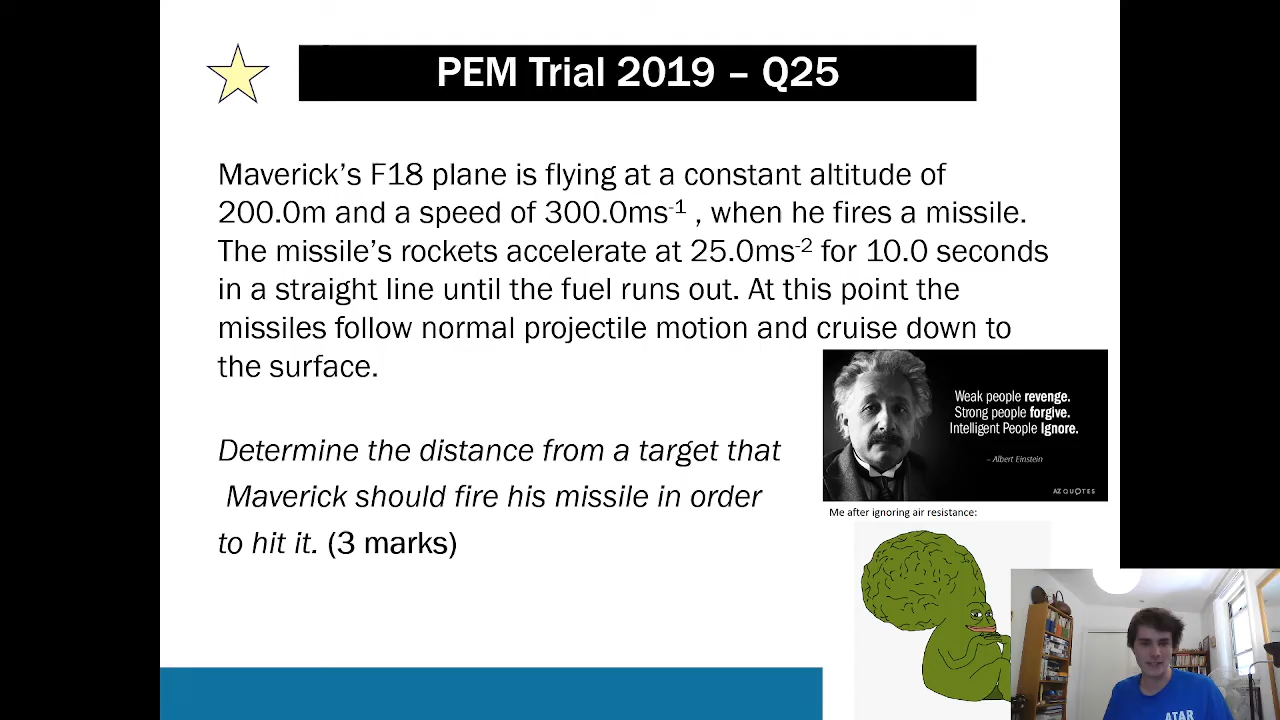 PEM Trial 2019 – Q25
Maverick's F18 plane is flying at a constant altitude of
200.0m and a speed of 300.0ms-1 , when he fires a missile.
The missile's rockets accelerate at 25.0ms-2 for 10.0 seconds
in a straight line until the fuel runs out. At this point the
missiles follow normal projectile motion and cruise down to
the surface.
Determine the distance from a target that
Maverick should fire his missile in order
to hit it. (3 marks)
Weak people revenge.
Strong people forgive.
Intelligent People Ignore.
– Albert Einstein
AZ QUOTES
Me after ignoring air resistance:
ATAR